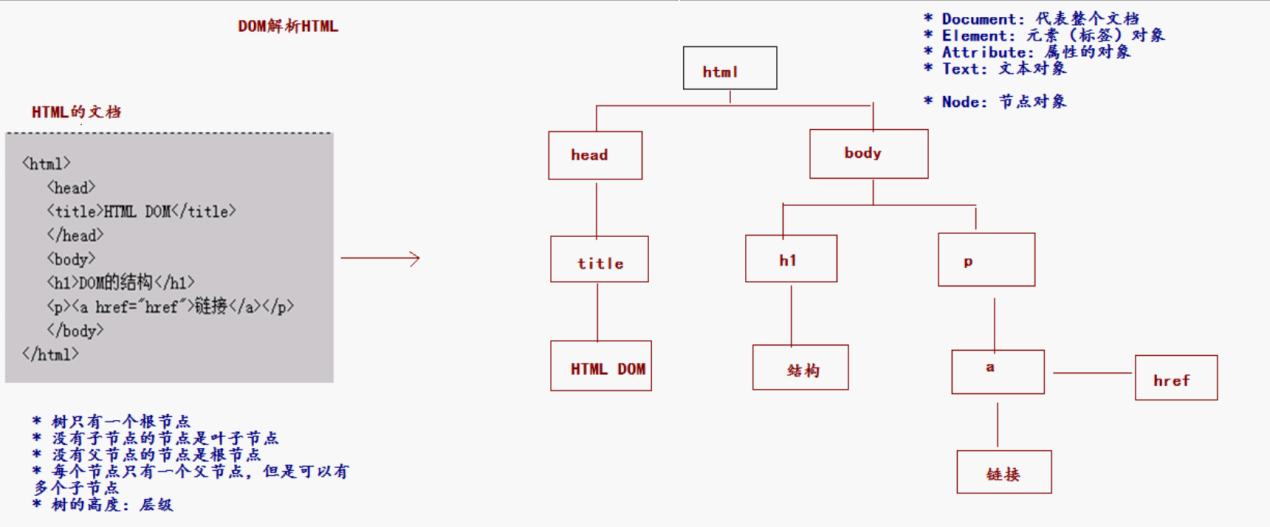 DOM解析HTML
HTML的文档
<html>
<head>
<title>HTML DOM</title>
</head>
<body>
<h1>DOM的结构</h1>
<p><a href="href">链接</a></p>
</body>
</html>
* 树只有一个根节点
* 没有子节点的节点是叶子节点
* 没有父节点的节点是根节点
* 每个节点只有一个父节点，但是可以有
多个子节点
* 树的高度：层级
html
head
body
title
h1
p
HTML DOM
结构
a
href
链接
* Document: 代表整个文档
* Element: 元素（标签）对象
* Attribute: 属性的对象
* Text: 文本对象
* Node: 节点对象